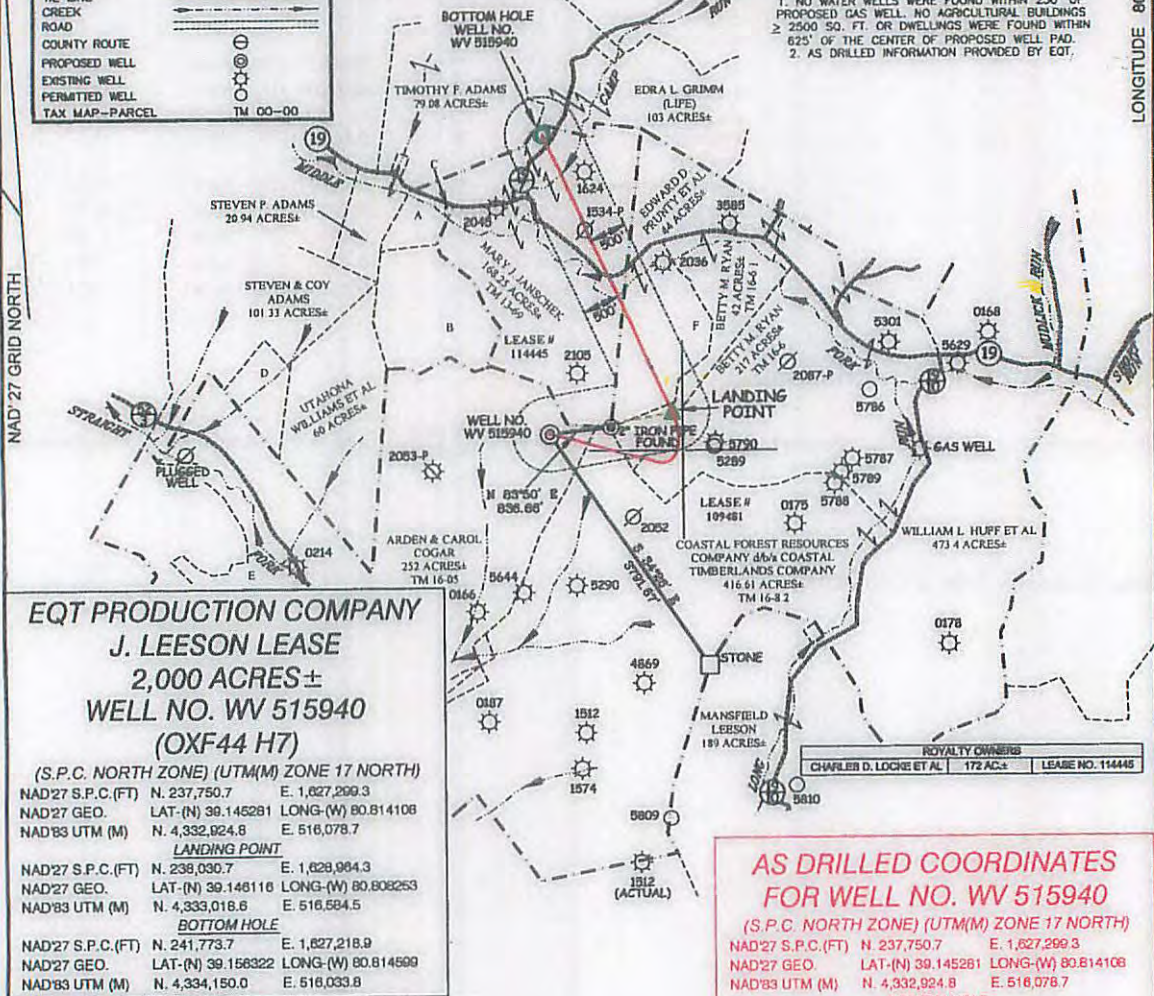 CREEK
ROAD
COUNTY ROUTE
PROPOSED WELL
EXISTING WELL
PERMITTED WELL
TAX MAP-PARCEL TM 00-00
PROPOSED GAS WELL. NO AGRICULTURAL BUILDINGS
≥ 2500 SQ. FT. OR DWELLINGS WERE FOUND WITHIN
625' OF THE CENTER OF PROPOSED WELL PAD.
2. AS DRILLED INFORMATION PROVIDED BY EQT.
LONGITUDE 80
NAD'27 GRID NORTH
BOTTOM HOLE
WELL NO.
WV 515940
RUN
CAMP
TIMOTHY F. ADAMS
79.08 ACRES±
EDRA L. GRIMM
(LIFE)
103 ACRES±
19
MIDDLE
C
A
STEVEN P. ADAMS
20.94 ACRES±
2045
1624
1534-P
500'
EDWARD D
PRUNTY ET AL
44 ACRES±
3585
2036
MARY J. JANSCHEK
168.25 ACRES±
TM 11-60
500'
BETTY M. RYAN
42 ACRES±
TM 16-6.1
STEVEN & COY
ADAMS
101.33 ACRES±
B
F
LEASE #
114445
2105
BETTY M. RYAN
217 ACRES±
TM 16-6
2087-P
FORK
5301
0168
5629
19
MUDLICK RUN
RUN
5786
D
UTAHONA
WILLIAMS ET AL
60 ACRES±
STRAIGHT
PLUGGED
WELL
LANDING
POINT
WELL NO.
WV 515940
2" IRON PIPE
FOUND
5790
5289
GAS WELL
RUN
2053-P
5787
5789
5788
N 83°50' E
836.66'
LEASE #
109481
0175
2052
ARDEN & CAROL
COGAR
252 ACRES±
TM 16-05
COASTAL FOREST RESOURCES
COMPANY d/b/a COASTAL
TIMBERLANDS COMPANY
416.61 ACRES±
TM 16-8.2
WILLIAM L HUFF ET AL
473.4 ACRES±
0214
E
FORK
5644
5290
0166
0178
STONE
4869
0187
1512
1574
MANSFIELD
LEESON
189 ACRES±
LONG
5810
5809
1512
(ACTUAL)
ROYALTY OWNERS
CHARLES D. LOCKE ET AL 172 AC.± LEASE NO. 114445
EQT PRODUCTION COMPANY
J. LEESON LEASE
2,000 ACRES±
WELL NO. WV 515940
(OXF44 H7)
(S.P.C. NORTH ZONE) (UTM(M) ZONE 17 NORTH)
NAD'27 S.P.C.(FT) N. 237,750.7 E. 1,627,299.3
NAD'27 GEO. LAT-(N) 39.145281 LONG-(W) 80.814108
NAD'83 UTM (M) N. 4,332,924.8 E. 516,078.7
LANDING POINT
NAD'27 S.P.C.(FT) N. 238,030.7 E. 1,628,964.3
NAD'27 GEO. LAT-(N) 39.146116 LONG-(W) 80.808253
NAD'83 UTM (M) N. 4,333,018.6 E. 516,584.5
BOTTOM HOLE
NAD'27 S.P.C.(FT) N. 241,773.7 E. 1,627,218.9
NAD'27 GEO. LAT-(N) 39.156322 LONG-(W) 80.814599
NAD'83 UTM (M) N. 4,334,150.0 E. 516,033.8
AS DRILLED COORDINATES
FOR WELL NO. WV 515940
(S.P.C. NORTH ZONE) (UTM(M) ZONE 17 NORTH)
NAD'27 S.P.C.(FT) N. 237,750.7 E. 1,627,299.3
NAD'27 GEO. LAT-(N) 39.145281 LONG-(W) 80.814108
NAD'83 UTM (M) N. 4,332,924.8 E. 516,078.7